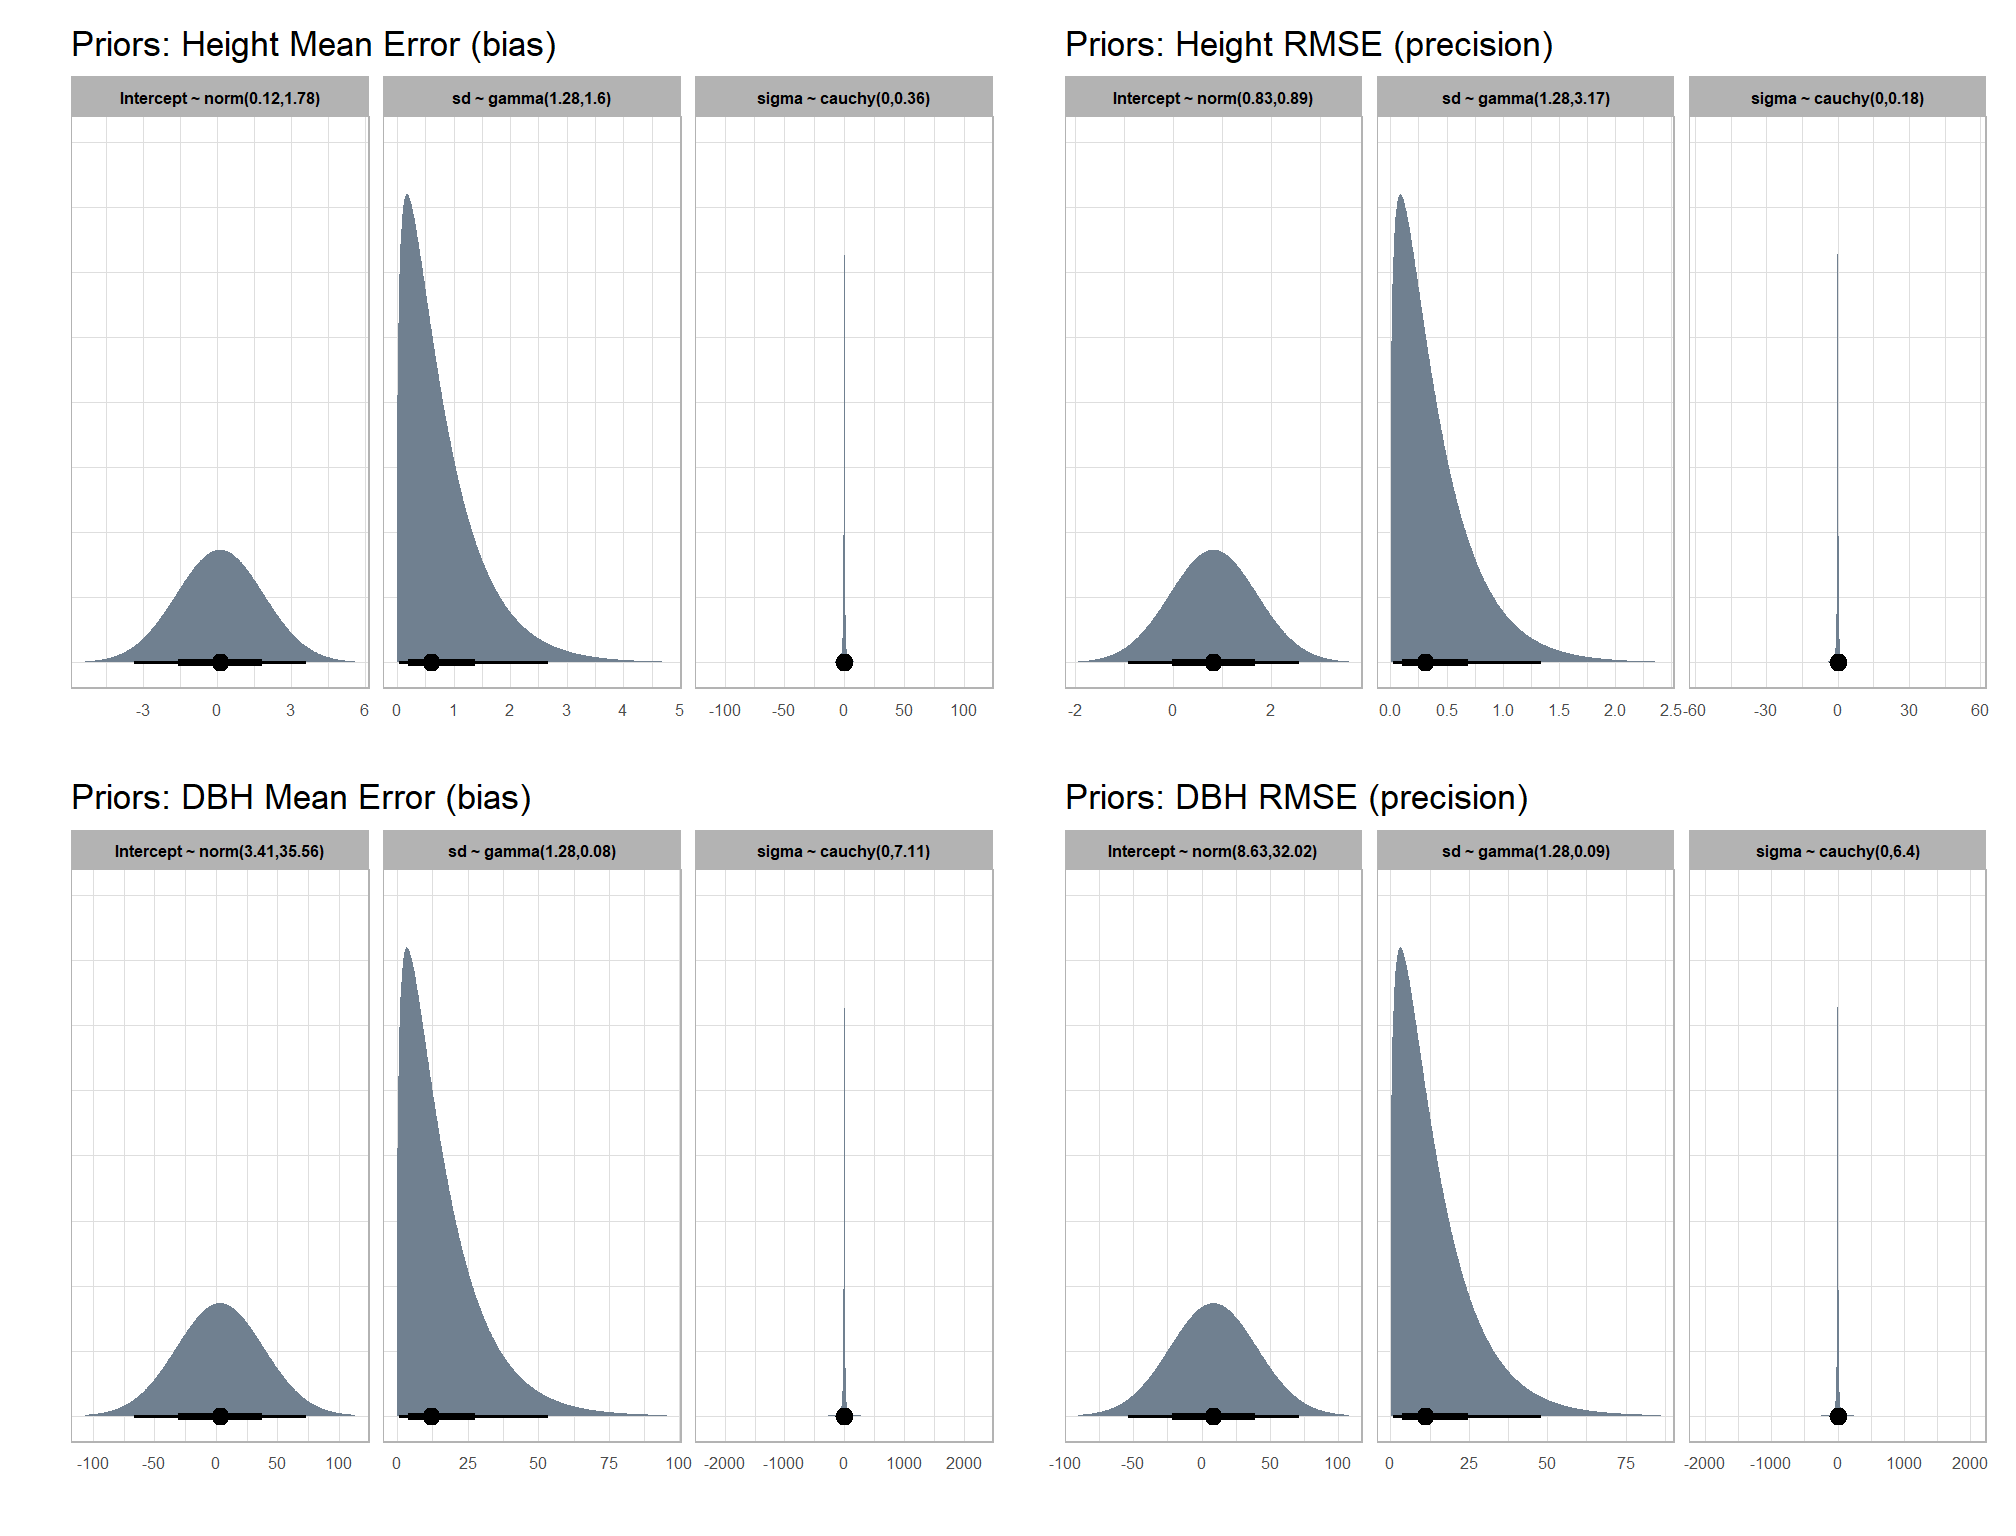 Priors: Height Mean Error (bias)
Intercept ~ norm(0.12,1.78)
sd ~ gamma(1.28,1.6)
sigma ~ cauchy(0,0.36)
-3 0 3 6
0 1 2 3 4 5
-100 -50 0 50 100
Priors: Height RMSE (precision)
Intercept ~ norm(0.83,0.89)
sd ~ gamma(1.28,3.17)
sigma ~ cauchy(0,0.18)
-2 0 2
0.0 0.5 1.0 1.5 2.0 2.5
-60 -30 0 30 60
Priors: DBH Mean Error (bias)
Intercept ~ norm(3.41,35.56)
sd ~ gamma(1.28,0.08)
sigma ~ cauchy(0,7.11)
-100 -50 0 50 100
0 25 50 75 100
-2000 -1000 0 1000 2000
Priors: DBH RMSE (precision)
Intercept ~ norm(8.63,32.02)
sd ~ gamma(1.28,0.09)
sigma ~ cauchy(0,6.4)
-100 -50 0 50 100
0 25 50 75
-2000 -1000 0 1000 2000